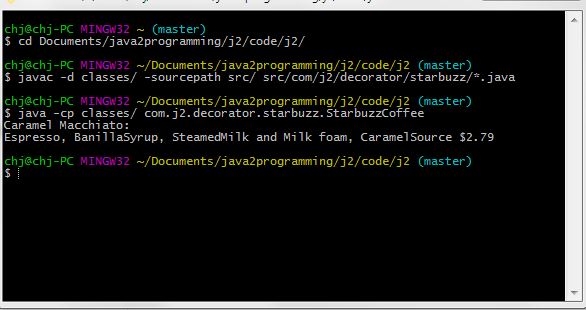 chj@chj-PC MINGW32 ~ (master)
$ cd Documents/java2programming/j2/code/j2/
chj@chj-PC MINGW32 ~/Documents/java2programming/j2/code/j2 (master)
$ javac -d classes/ -sourcepath src/ src/com/j2/decorator/starbuzz/*.java
chj@chj-PC MINGW32 ~/Documents/java2programming/j2/code/j2 (master)
$ java -cp classes/ com.j2.decorator.starbuzz.StarbuzzCoffee
Caramel Macchiato:
Espresso, BanillaSyrup, SteamedMilk and Milk foam, CaramelSource $2.79
chj@chj-PC MINGW32 ~/Documents/java2programming/j2/code/j2 (master)
$